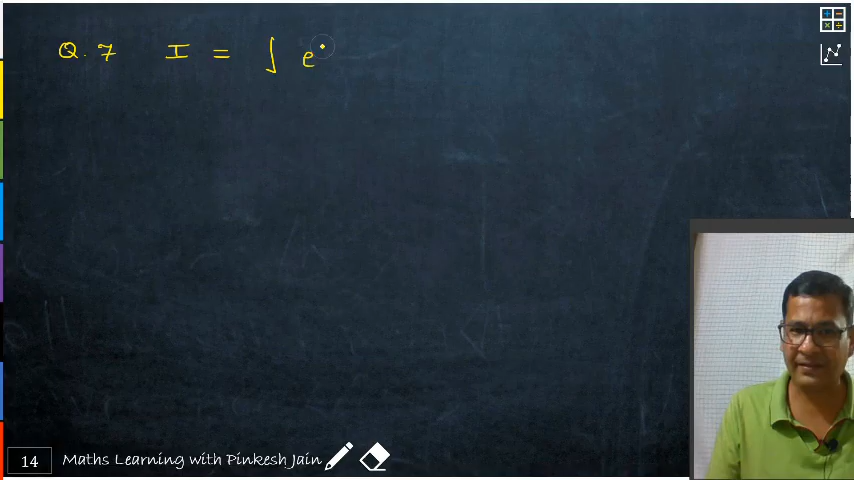 Q. 7 I = ∫ e
14 Maths Learning with Pinkesh Jain